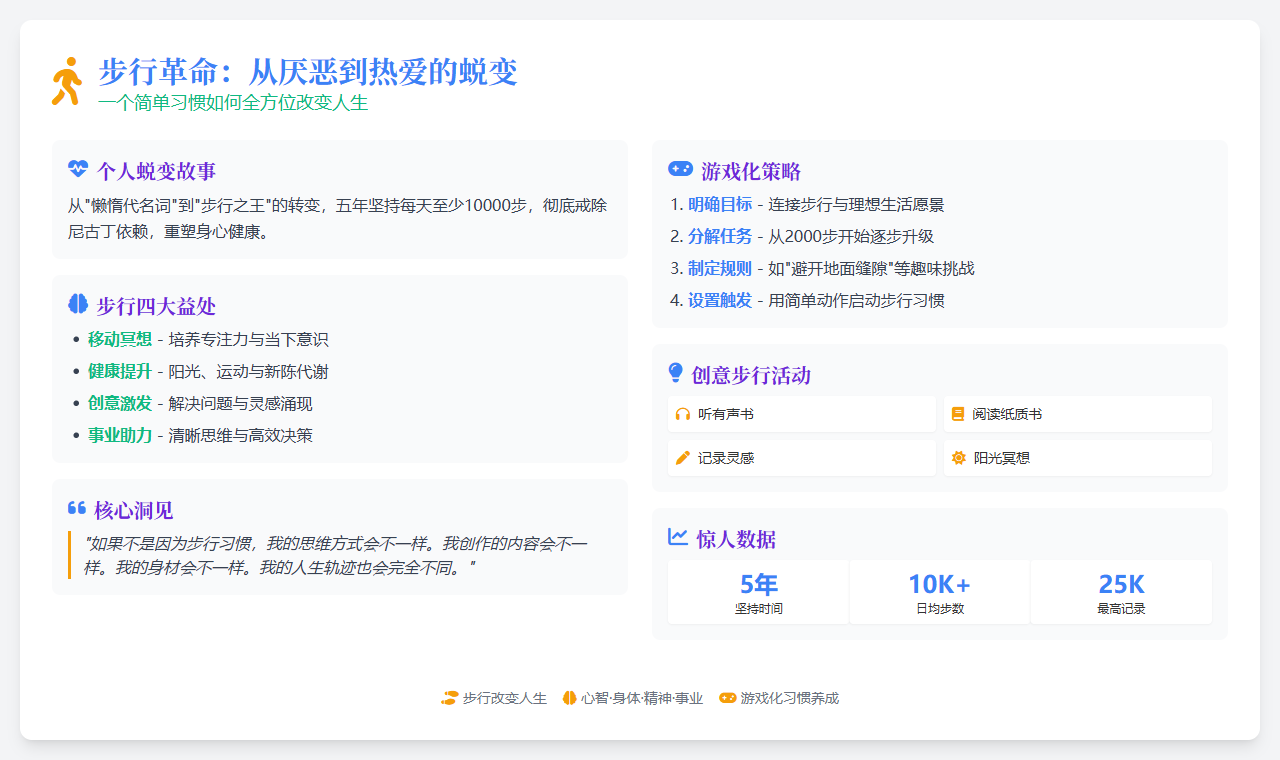 步行革命：从厌恶到热爱的蜕变
一个简单习惯如何全方位改变人生
个人蜕变故事
从"懒惰代名词"到"步行之王"的转变，五年坚持每天至少10000步，彻底戒除
尼古丁依赖，重塑身心健康。
步行四大益处
• 移动冥想 - 培养专注力与当下意识
• 健康提升 - 阳光、运动与新陈代谢
• 创意激发 - 解决问题与灵感涌现
• 事业助力 - 清晰思维与高效决策
核心洞见
"如果不是因为步行习惯，我的思维方式会不一样。我创作的内容会不一
样。我的身材会不一样。我的人生轨迹也会完全不同。"
游戏化策略
1. 明确目标 - 连接步行与理想生活愿景
2. 分解任务 - 从2000步开始逐步升级
3. 制定规则 - 如"避开地面缝隙"等趣味挑战
4. 设置触发 - 用简单动作启动步行习惯
创意步行活动
听有声书
阅读纸质书
记录灵感
阳光冥想
惊人数据
5年
坚持时间
10K+
日均步数
25K
最高记录
步行改变人生
心智·身体·精神·事业
游戏化习惯养成